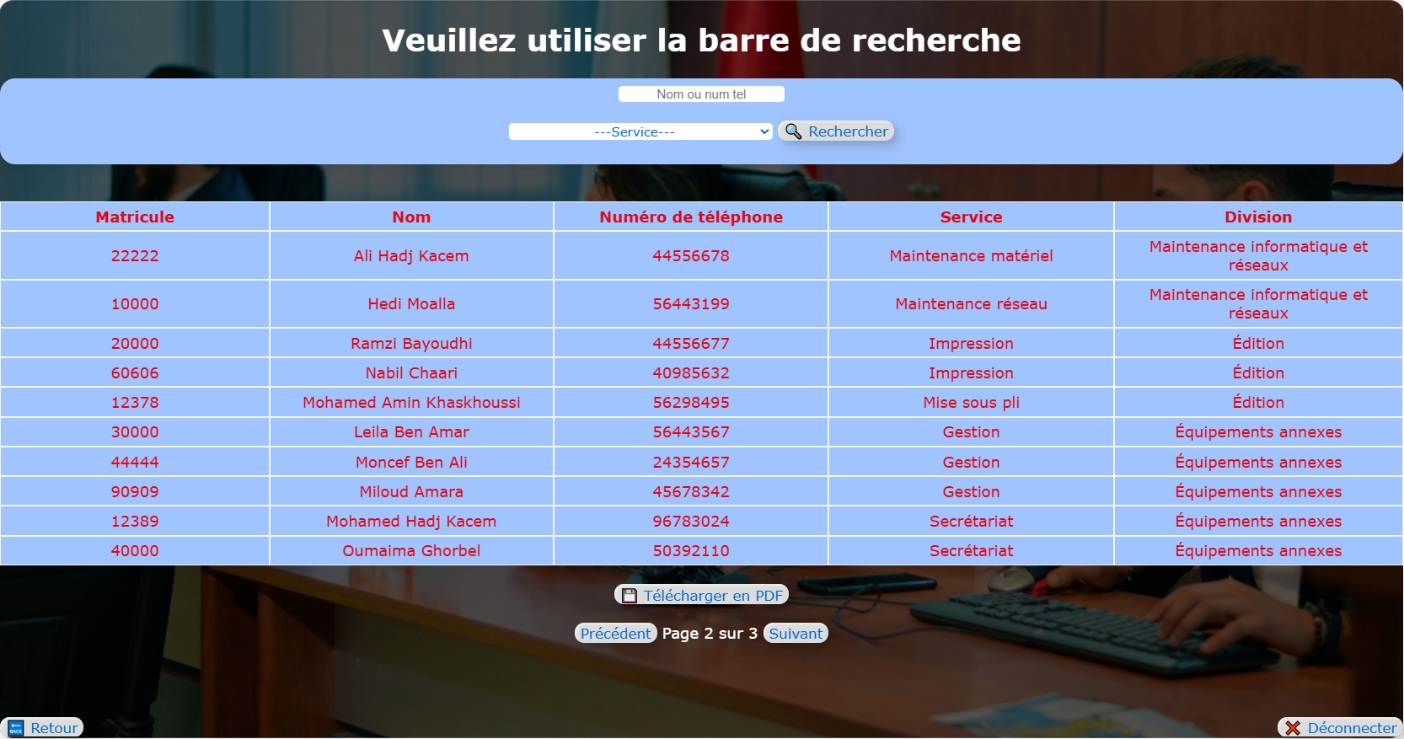 Veuillez utiliser la barre de recherche
Nom ou num tel
---Service---
Rechercher
Matricule Nom Numéro de téléphone Service Division
22222 Ali Hadj Kacem 44556678 Maintenance matériel Maintenance informatique et
réseaux
10000 Hedi Moalla 56443199 Maintenance réseau Maintenance informatique et
réseaux
20000 Ramzi Bayoudhi 44556677 Impression Édition
60606 Nabil Chaari 40985632 Impression Édition
12378 Mohamed Amin Khaskhoussi 56298495 Mise sous pli Édition
30000 Leila Ben Amar 56443567 Gestion Équipements annexes
44444 Moncef Ben Ali 24354657 Gestion Équipements annexes
90909 Miloud Amara 45678342 Gestion Équipements annexes
12389 Mohamed Hadj Kacem 96783024 Secrétariat Équipements annexes
40000 Oumaima Ghorbel 50392110 Secrétariat Équipements annexes
Télécharger en PDF
Précédent Page 2 sur 3 Suivant
BACK Retour Déconnecter